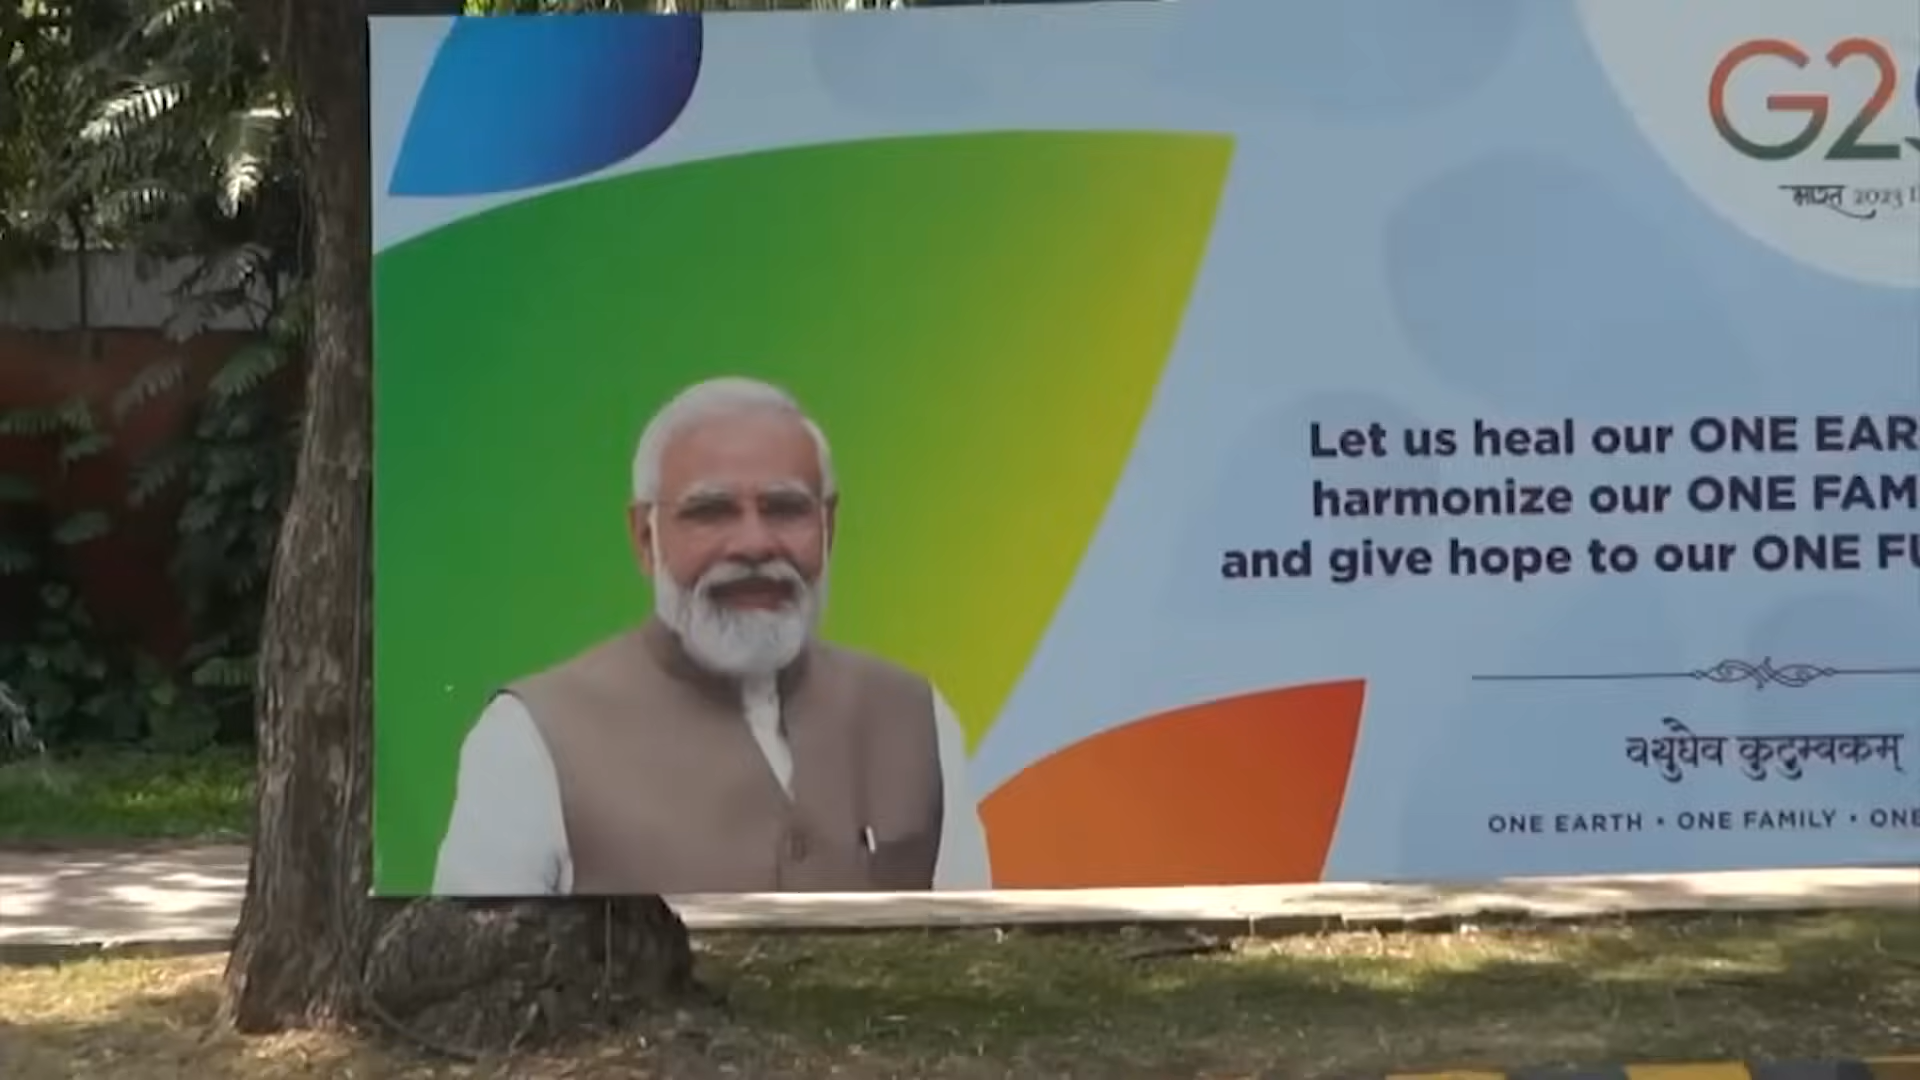 G2
भारत 2023
Let us heal our ONE EAR
harmonize our ONE FAM
and give hope to our ONE FU
वसुधैव कुटुम्बकम्
ONE EARTH • ONE FAMILY • ONE